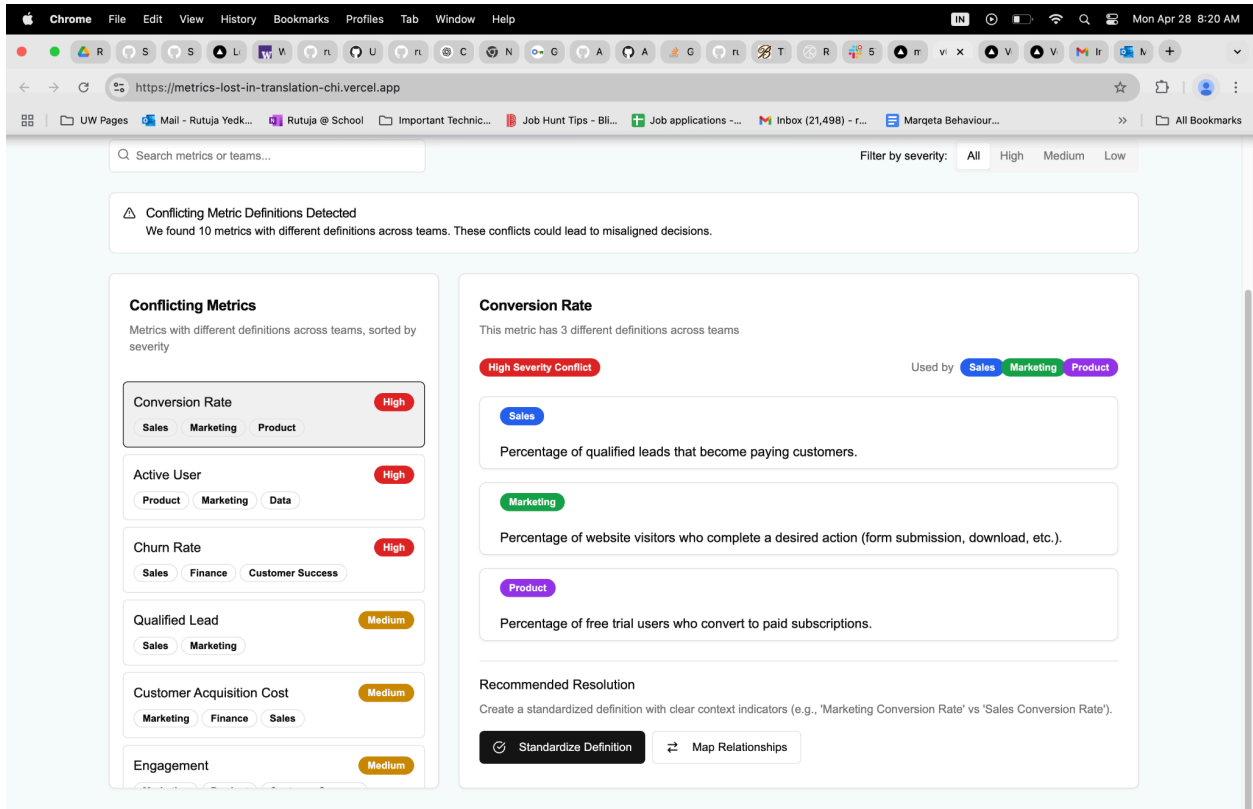 Chrome File Edit View History Bookmarks Profiles Tab Window Help IN Mon Apr 28 8:20 AM
R S S L W r U r C N G A A G r T R 5 m v V V Ir N
https://metrics-lost-in-translation-chi.vercel.app
UW Pages Mail - Rutuja Yedk... Rutuja @ School Important Technic... Job Hunt Tips - Bli... Job applications -... Inbox (21,498) – r... Marqeta Behaviour... >> All Bookmarks
Search metrics or teams... Filter by severity: All High Medium Low
Conflicting Metric Definitions Detected
We found 10 metrics with different definitions across teams. These conflicts could lead to misaligned decisions.
Conflicting Metrics
Metrics with different definitions across teams, sorted by
severity
Conversion Rate High
Sales Marketing Product
Active User High
Product Marketing Data
Churn Rate High
Sales Finance Customer Success
Qualified Lead Medium
Sales Marketing
Customer Acquisition Cost Medium
Marketing Finance Sales
Engagement Medium
Conversion Rate
This metric has 3 different definitions across teams
High Severity Conflict Used by Sales Marketing Product
Sales
Percentage of qualified leads that become paying customers.
Marketing
Percentage of website visitors who complete a desired action (form submission, download, etc.).
Product
Percentage of free trial users who convert to paid subscriptions.
Recommended Resolution
Create a standardized definition with clear context indicators (e.g., 'Marketing Conversion Rate' vs 'Sales Conversion Rate').
Standardize Definition Map Relationships